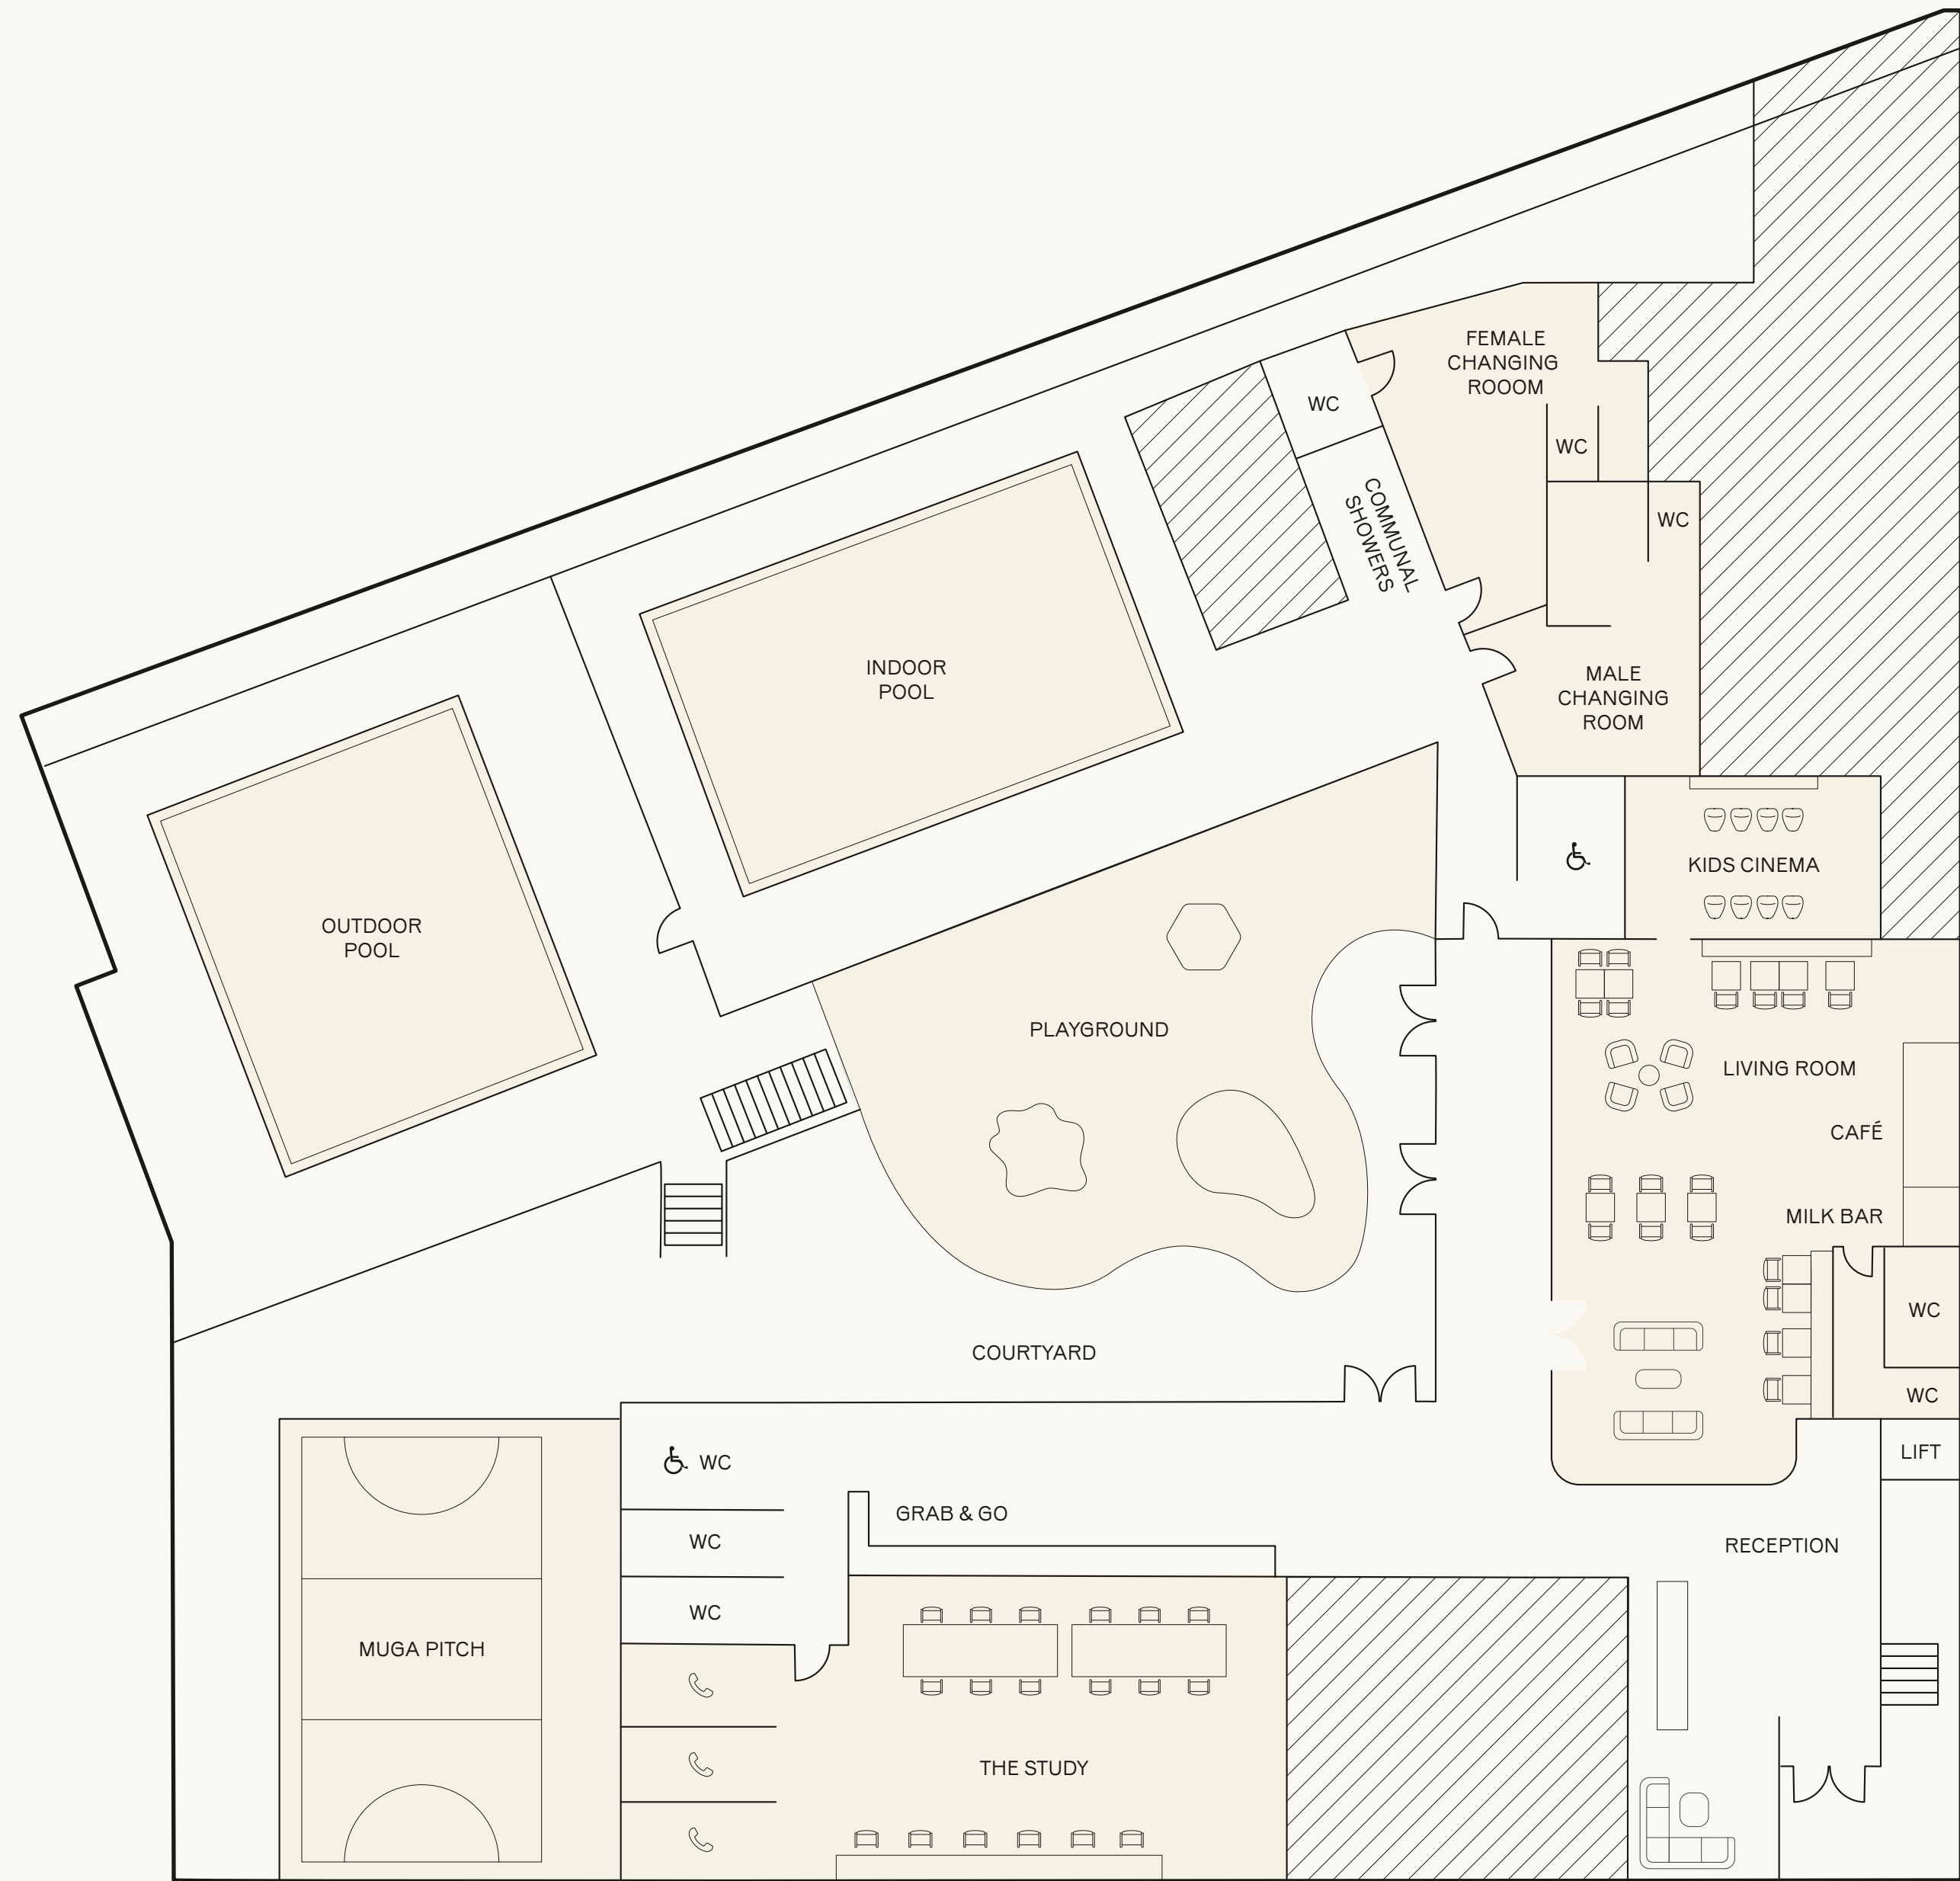 FEMALE
CHANGING
ROOOM
WC
WC
COMMUNAL
SHOWERS
WC
INDOOR
POOL
MALE
CHANGING
ROOM
KIDS CINEMA
OUTDOOR
POOL
PLAYGROUND
LIVING ROOM
CAFÉ
MILK BAR
WC
COURTYARD
WC
LIFT
WC
GRAB & GO
WC
RECEPTION
WC
MUGA PITCH
THE STUDY